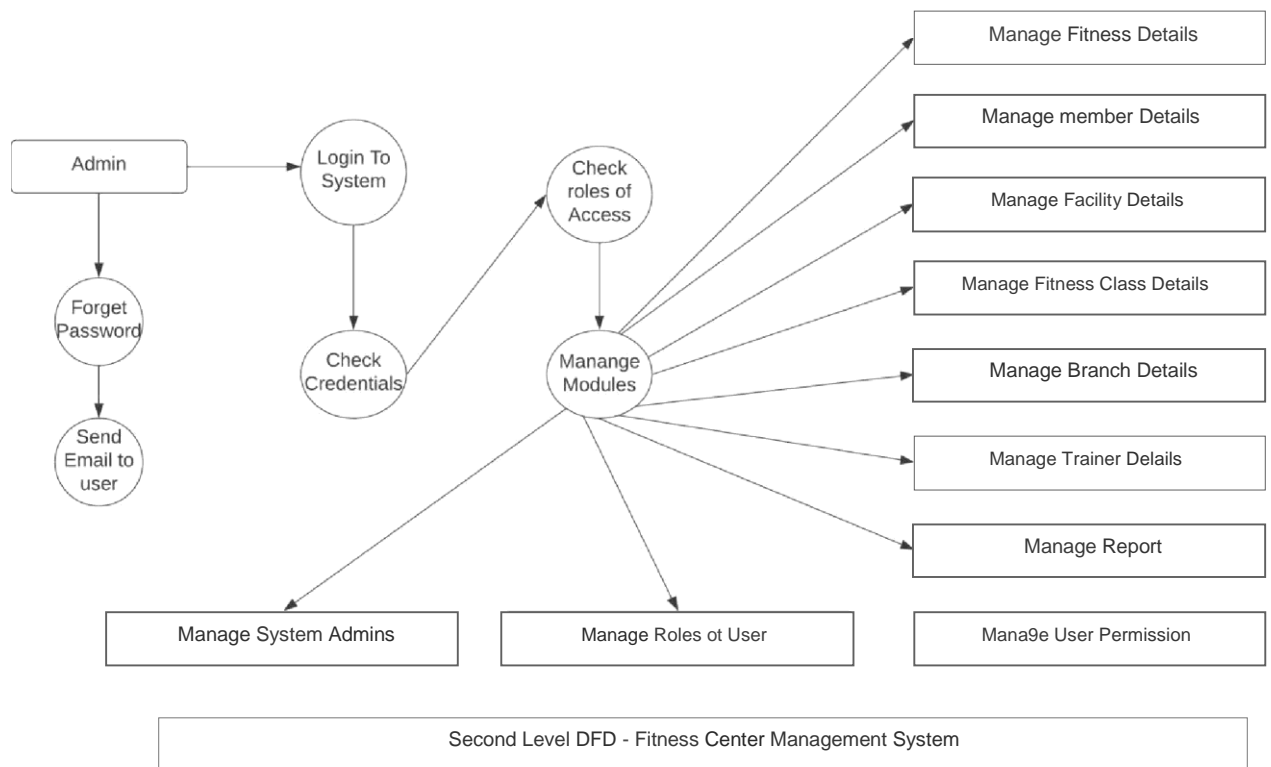 Admin
Login To
System
Check
roles of
Access
Forget
Password
Check
Credentials
Manange
Modules
Send
Email to
user
Manage Fitness Details
Manage member Details
Manage Facility Details
Manage Fitness Class Details
Manage Branch Details
Manage Trainer Delails
Manage Report
Manage System Admins
Manage Roles ot User
Mana9e User Permission
Second Level DFD - Fitness Center Management System